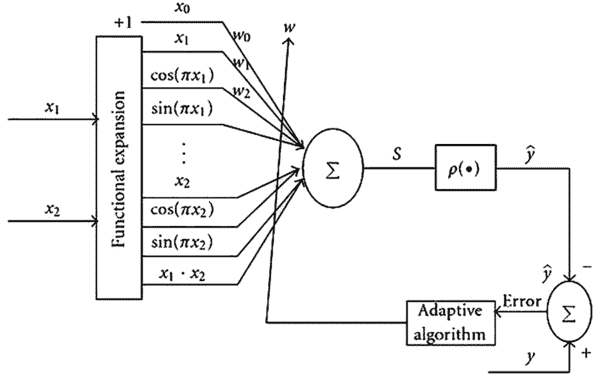 +1
x₀
w
x₁
w₀
w₁
cos(πx₁)
w₂
sin(πx₁)
x₁
Functional expansion
⋮
Σ
S
ρ(•)
ŷ
x₂
x₂
cos(πx₂)
sin(πx₂)
x₁ · x₂
ŷ
−
Error
Adaptive
algorithm
Σ
y
+